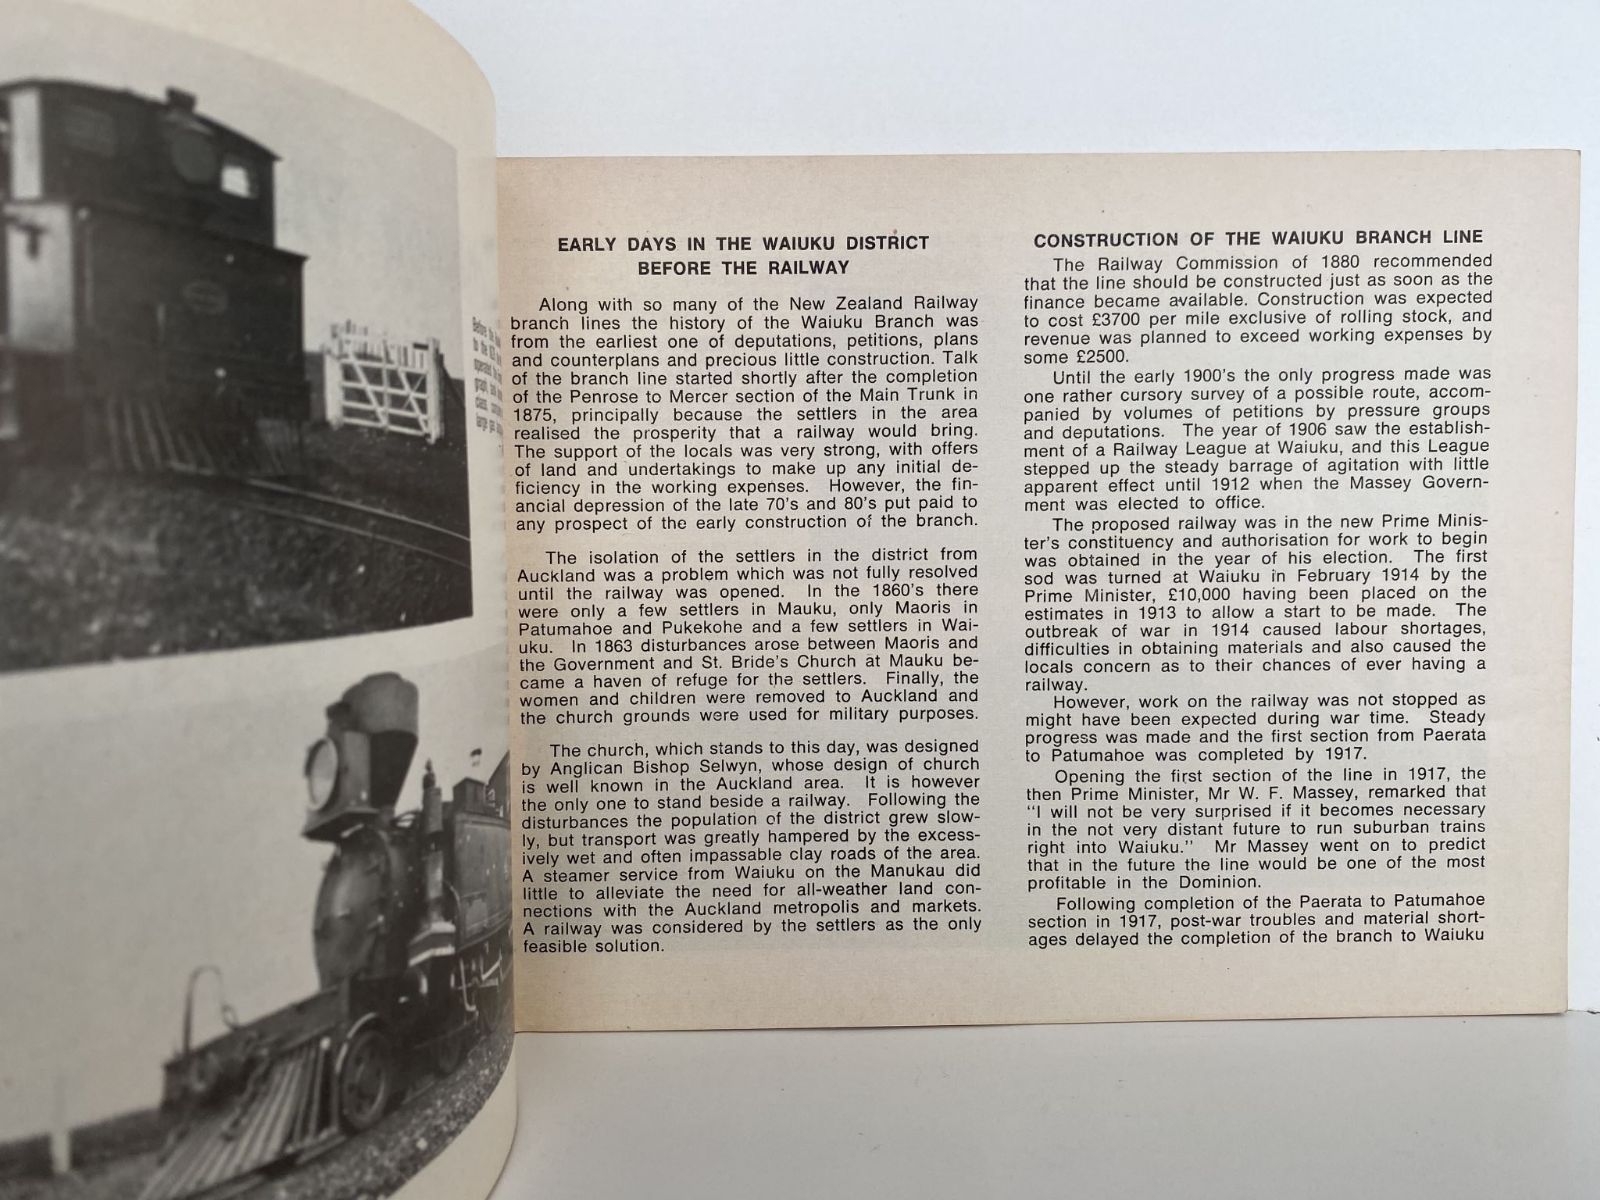 Before the
to the
operated the
grant,
class
large
EARLY DAYS IN THE WAIUKU DISTRICT
BEFORE THE RAILWAY
Along with so many of the New Zealand Railway
branch lines the history of the Waiuku Branch was
from the earliest one of deputations, petitions, plans
and counterplans and precious little construction. Talk
of the branch line started shortly after the completion
of the Penrose to Mercer section of the Main Trunk in
1875, principally because the settlers in the area
realised the prosperity that a railway would bring.
The support of the locals was very strong, with offers
of land and undertakings to make up any initial de-
ficiency in the working expenses. However, the fin-
ancial depression of the late 70's and 80's put paid to
any prospect of the early construction of the branch.
The isolation of the settlers in the district from
Auckland was a problem which was not fully resolved
until the railway was opened. In the 1860's there
were only a few settlers in Mauku, only Maoris in
Patumahoe and Pukekohe and a few settlers in Wai-
uku. In 1863 disturbances arose between Maoris and
the Government and St. Bride's Church at Mauku be-
came a haven of refuge for the settlers. Finally, the
women and children were removed to Auckland and
the church grounds were used for military purposes.
The church, which stands to this day, was designed
by Anglican Bishop Selwyn, whose design of church
is well known in the Auckland area. It is however
the only one to stand beside a railway. Following the
disturbances the population of the district grew slow-
ly, but transport was greatly hampered by the excess-
ively wet and often impassable clay roads of the area.
A steamer service from Waiuku on the Manukau did
little to alleviate the need for all-weather land con-
nections with the Auckland metropolis and markets.
A railway was considered by the settlers as the only
feasible solution.
CONSTRUCTION OF THE WAIUKU BRANCH LINE
The Railway Commission of 1880 recommended
that the line should be constructed just as soon as the
finance became available. Construction was expected
to cost £3700 per mile exclusive of rolling stock, and
revenue was planned to exceed working expenses by
some £2500.
Until the early 1900's the only progress made was
one rather cursory survey of a possible route, accom-
panied by volumes of petitions by pressure groups
and deputations. The year of 1906 saw the establish-
ment of a Railway League at Waiuku, and this League
stepped up the steady barrage of agitation with little
apparent effect until 1912 when the Massey Govern-
ment was elected to office.
The proposed railway was in the new Prime Minis-
ter's constituency and authorisation for work to begin
was obtained in the year of his election. The first
sod was turned at Waiuku in February 1914 by the
Prime Minister, £10,000 having been placed on the
estimates in 1913 to allow a start to be made. The
outbreak of war in 1914 caused labour shortages,
difficulties in obtaining materials and also caused the
locals concern as to their chances of ever having a
railway.
However, work on the railway was not stopped as
might have been expected during war time. Steady
progress was made and the first section from Paerata
to Patumahoe was completed by 1917.
Opening the first section of the line in 1917, the
then Prime Minister, Mr W. F. Massey, remarked that
"I will not be very surprised if it becomes necessary
in the not very distant future to run suburban trains
right into Waiuku." Mr Massey went on to predict
that in the future the line would be one of the most
profitable in the Dominion.
Following completion of the Paerata to Patumahoe
section in 1917, post-war troubles and material short-
ages delayed the completion of the branch to Waiuku